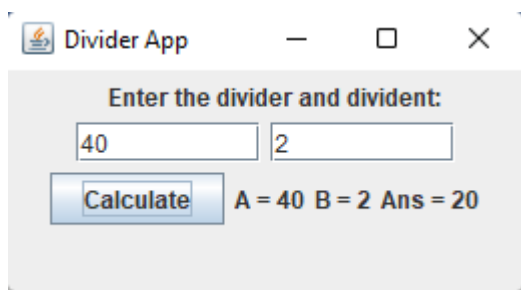 Divider App
Enter the divider and divident:
40 2
Calculate A = 40 B = 2 Ans = 20